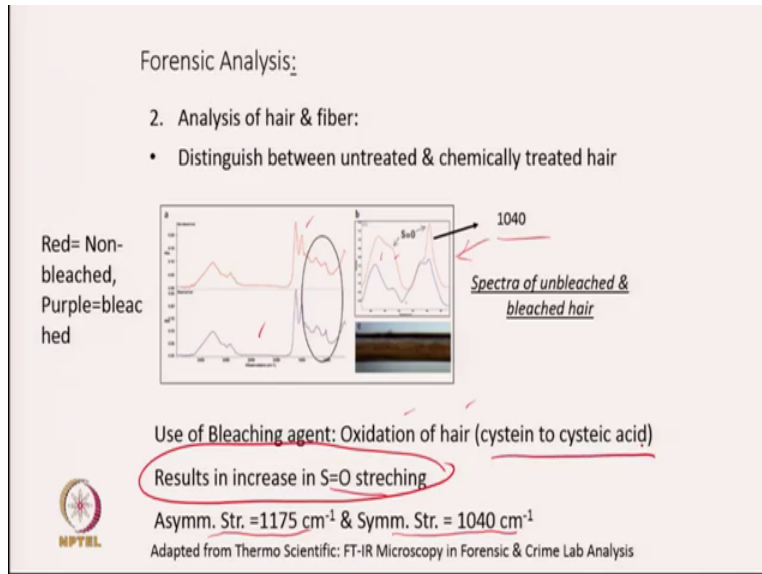 Forensic Analysis:
2. Analysis of hair & fiber:
• Distinguish between untreated & chemically treated hair
Red= Non-
bleached,
Purple=bleac
hed
a
b
S=O
1040
Spectra of unbleached &
bleached hair
Use of Bleaching agent: Oxidation of hair (cystein to cysteic acid)
Results in increase in S=O streching
Asymm. Str. =1175 cm-1 & Symm. Str. = 1040 cm-1
Adapted from Thermo Scientific: FT-IR Microscopy in Forensic & Crime Lab Analysis
NPTEL